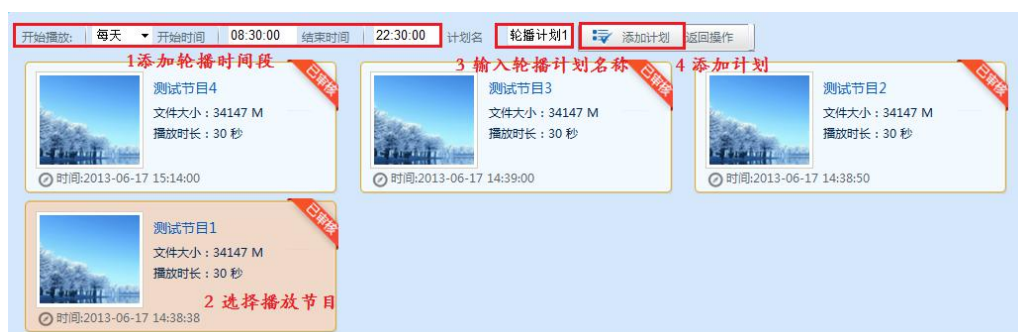 开始播放: 每天 开始时间 08:30:00 结束时间 22:30:00 计划名 轮播计划1 添加计划 返回操作
1添加轮播时间段 3 输入轮播计划名称 4 添加计划
已审核 已审核 已审核
测试节目4 测试节目3 测试节目2
文件大小：34147 M 文件大小：34147 M 文件大小：34147 M
播放时长：30 秒 播放时长：30 秒 播放时长：30 秒
时间:2013-06-17 15:14:00 时间:2013-06-17 14:39:00 时间:2013-06-17 14:38:50
已审核
测试节目1
文件大小：34147 M
播放时长：30 秒
2 选择播放节目
时间:2013-06-17 14:38:38